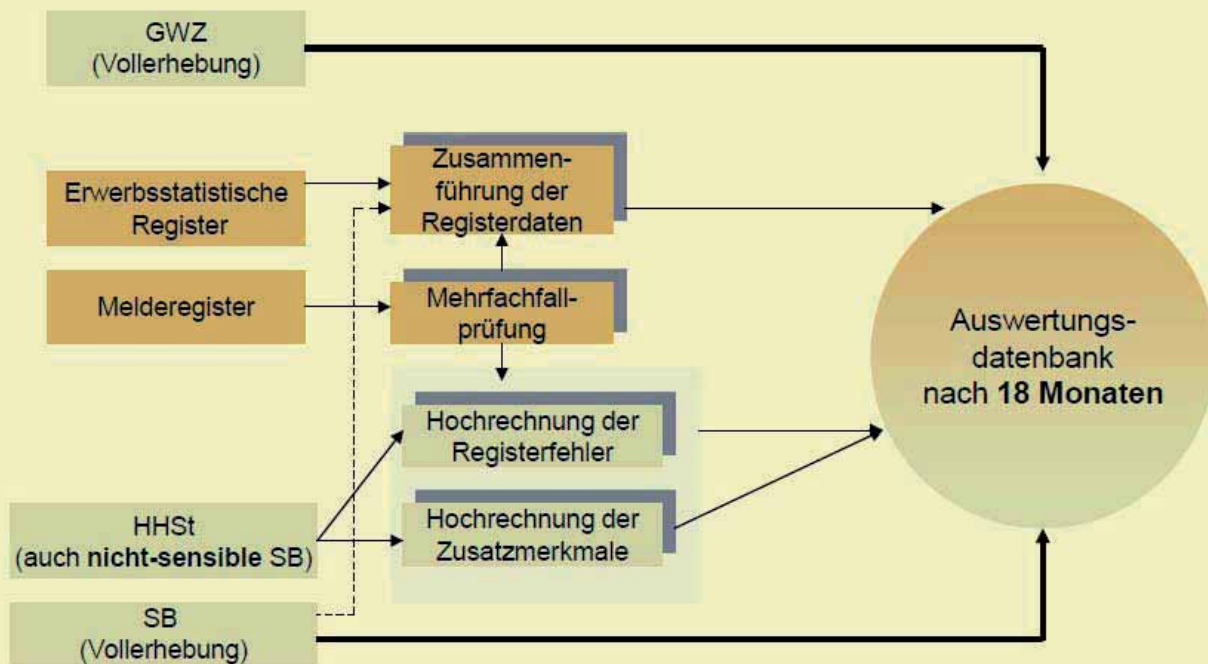 GWZ
(Vollerhebung)
Erwerbsstatistische
Register
Zusammen-
führung der
Registerdaten
Melderegister
Mehrfachfall-
prüfung
Hochrechnung der
Registerfehler
HHSt
(auch nicht-sensible SB)
Hochrechnung der
Zusatzmerkmale
SB
(Vollerhebung)
Auswertungs-
datenbank
nach 18 Monaten